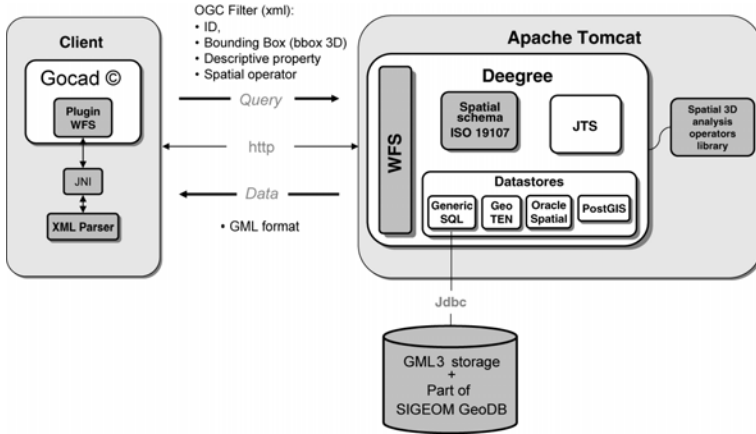 Client
Gocad ©
Plugin
WFS
JNI
XML Parser
OGC Filter (xml):
• ID,
• Bounding Box (bbox 3D)
• Descriptive property
• Spatial operator
Query
http
Data
• GML format
Apache Tomcat
Deegree
WFS
Spatial
schema
ISO 19107
JTS
Datastores
Generic
SQL
Geo
TEN
Oracle
Spatial
PostGIS
Spatial 3D
analysis
operators
library
Jdbc
GML3 storage
+
Part of
SIGEOM GeoDB